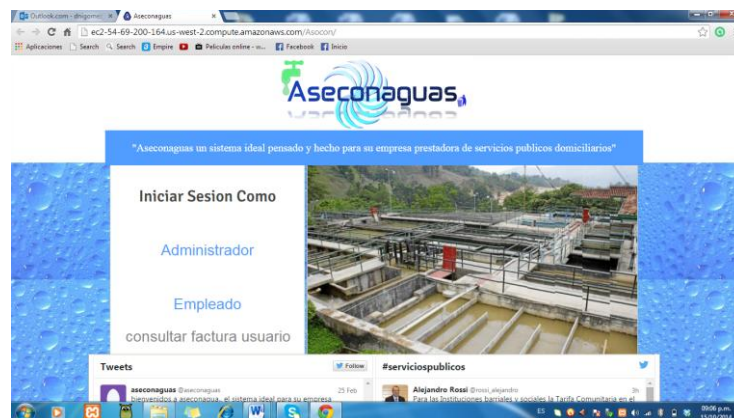 Outlook.com - dhigomez
Aseconaguas
ec2-54-69-200-164.us-west-2.compute.amazonaws.com/Asocon/
Aplicaciones
Search
Search
Empire
Peliculas online - w...
Facebook
Inicio
Aseconaguas
"Aseconaguas un sistema ideal pensado y hecho para su empresa prestadora de servicios publicos domiciliarios"
Iniciar Sesion Como
Administrador
Empleado
consultar factura usuario
Tweets
Follow
aseconaguas @aseconaguas
25 Feb
bienvenidos a aseconagua, el sistema ideal para su empresa
#serviciospublicos
Alejandro Rossi @rossi_alejandro
3h
Para las Instituciones barriales y sociales la Tarifa Comunitaria en el
ES
09:06 p.m.
15/10/2014